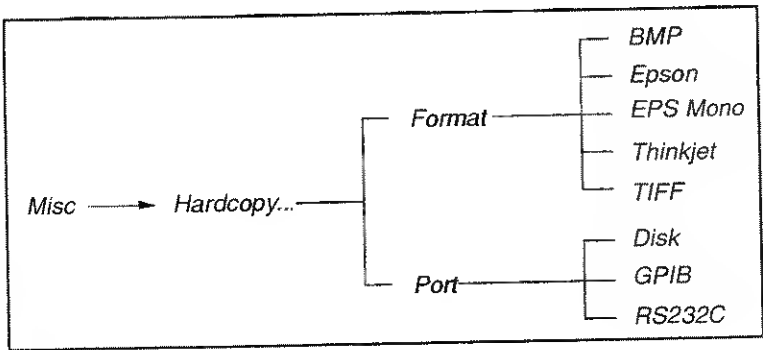 BMP
Epson
Format
EPS Mono
Thinkjet
TIFF
Misc
Hardcopy...
Disk
Port
GPIB
RS232C